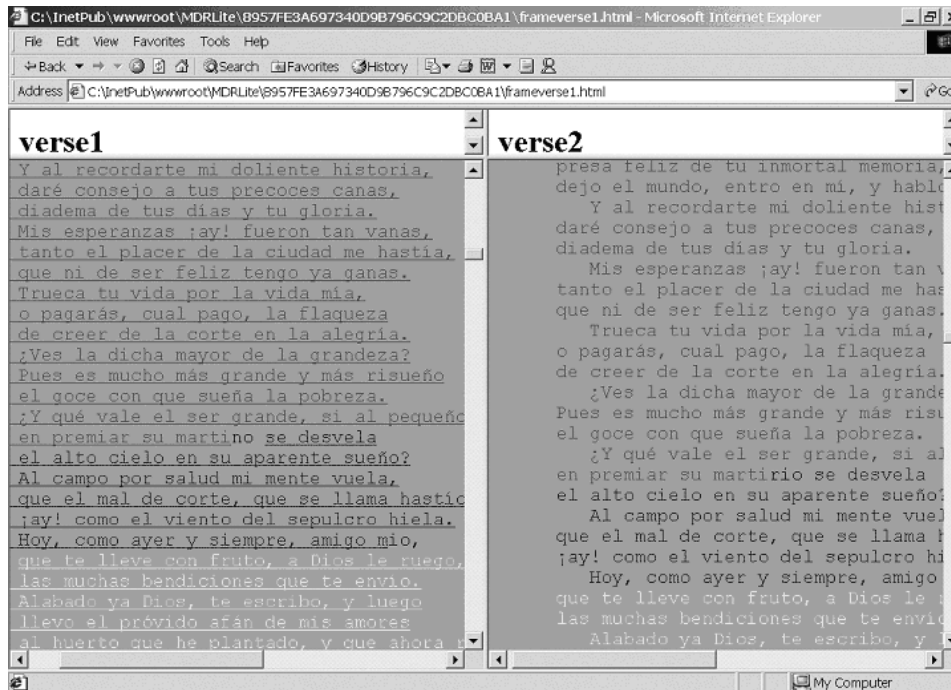 C:\InetPub\wwwroot\MDRLite\8957FE3A697340D9B796C9C2DBC0BA1\frameverse1.html - Microsoft Internet Explorer
File Edit View Favorites Tools Help
Back Search Favorites History
Address C:\InetPub\wwwroot\MDRLite\8957FE3A697340D9B796C9C2DBC0BA1\frameverse1.html Go
verse1
Y al recordarte mi doliente historia,
daré consejo a tus precoces canas,
diadema de tus días y tu gloria.
Mis esperanzas ¡ay! fueron tan vanas,
tanto el placer de la ciudad me hastía,
que ni de ser feliz tengo ya ganas.
Trueca tu vida por la vida mía,
o pagarás, cual pago, la flaqueza
de creer de la corte en la alegría.
¿Ves la dicha mayor de la grandeza?
Pues es mucho más grande y más risueño
el goce con que sueña la pobreza.
¿Y qué vale el ser grande, si al pequeño
en premiar su martino se desvela
el alto cielo en su aparente sueño?
Al campo por salud mi mente vuela,
que el mal de corte, que se llama hastío
¡ay! como el viento del sepulcro hiela.
Hoy, como ayer y siempre, amigo mio,
que te lleve con fruto, a Dios le ruego,
las muchas bendiciones que te envio.
Alabado ya Dios, te escribo, y luego
llevo el próvido afán de mis amores
al huerto que he plantado, y que ahora
verse2
presa feliz de tu inmortal memoria,
dejo el mundo, entro en mí, y hablo
Y al recordarte mi doliente hist
daré consejo a tus precoces canas,
diadema de tus días y tu gloria.
Mis esperanzas ¡ay! fueron tan v
tanto el placer de la ciudad me has
que ni de ser feliz tengo ya ganas.
Trueca tu vida por la vida mía,
o pagarás, cual pago, la flaqueza
de creer de la corte en la alegría.
¿Ves la dicha mayor de la grande
Pues es mucho más grande y más risu
el goce con que sueña la pobreza.
¿Y qué vale el ser grande, si al
en premiar su martirio se desvela
el alto cielo en su aparente sueño?
Al campo por salud mi mente vuel
que el mal de corte, que se llama h
¡ay! como el viento del sepulcro hi
Hoy, como ayer y siempre, amigo
que te lleve con fruto, a Dios le
las muchas bendiciones que te envío
Alabado ya Dios, te escribo, y l
My Computer